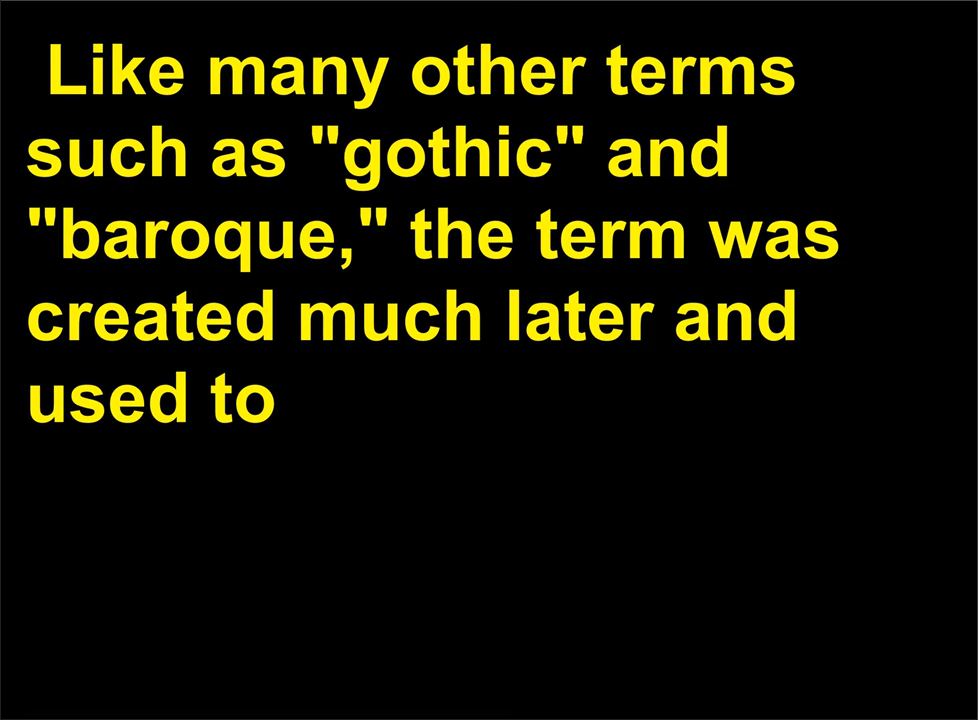 Like many other terms
such as "gothic" and
"baroque," the term was
created much later and
used to